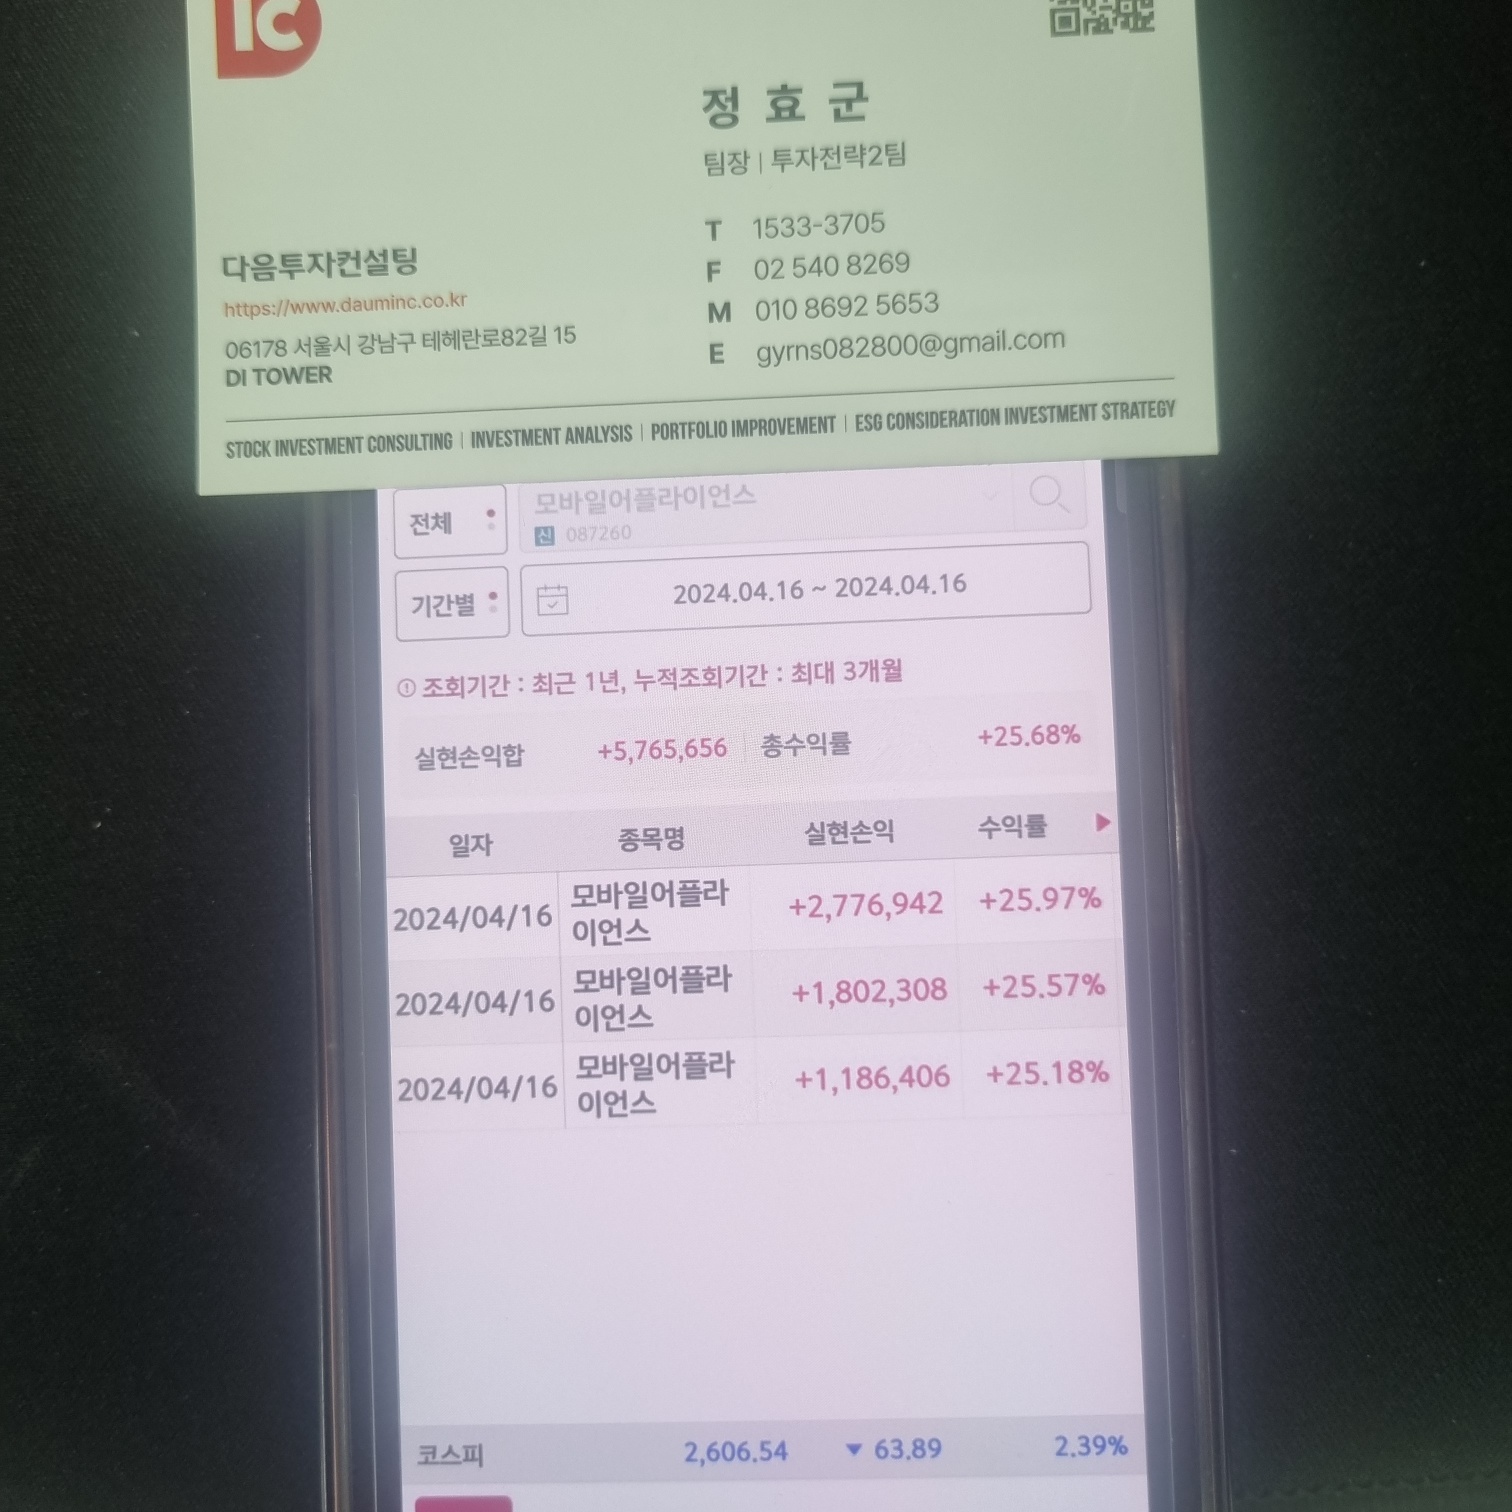 IC
정효군
팀장 | 투자전략2팀
T 1533-3705
F 02 540 8269
M 010 8692 5653
E gyrns082800@gmail.com
다음투자컨설팅
https://www.dauminc.co.kr
06178 서울시 강남구 테헤란로82길 15
DI TOWER
STOCK INVESTMENT CONSULTING | INVESTMENT ANALYSIS | PORTFOLIO IMPROVEMENT | ESG CONSIDERATION INVESTMENT STRATEGY
전체 모바일어플라이언스
신 087260
기간별 2024.04.16 ~ 2024.04.16
조회기간 : 최근 1년, 누적조회기간 : 최대 3개월
실현손익합 +5,765,656 총수익률 +25.68%
일자 종목명 실현손익 수익률
2024/04/16 모바일어플라 +2,776,942 +25.97%
이언스
2024/04/16 모바일어플라 +1,802,308 +25.57%
이언스
2024/04/16 모바일어플라 +1,186,406 +25.18%
이언스
코스피 2,606.54 ▼ 63.89 2.39%